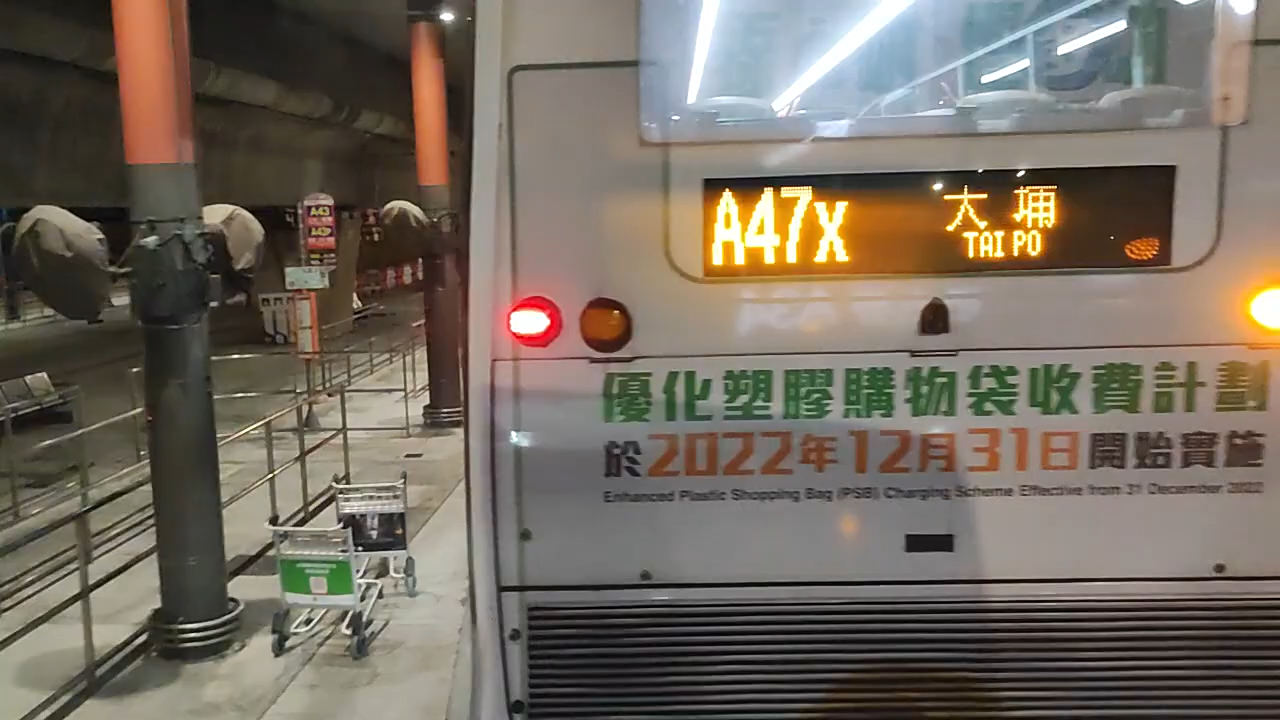 A43
A43P
A47X
大埔
TAI PO
優化塑膠購物袋收費計劃
於2022年12月31日開始實施
Enhanced Plastic Shopping Bag (PSB) Charging Scheme Effective from 31 December 2022